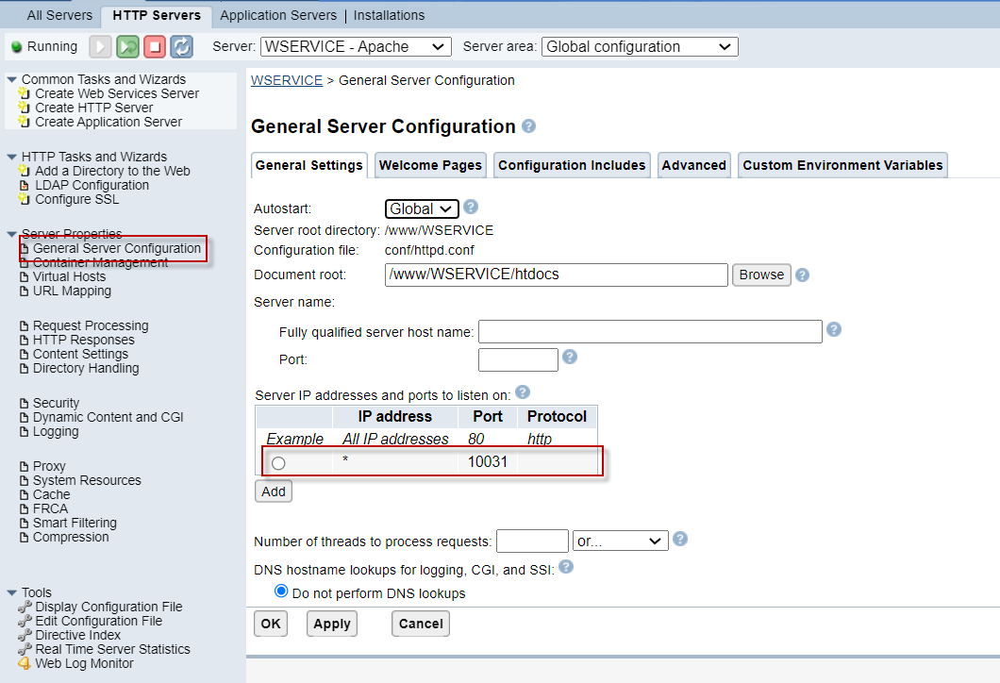 All Servers HTTP Servers Application Servers | Installations
Running Server: WSERVICE - Apache Server area: Global configuration
Common Tasks and Wizards
Create Web Services Server
Create HTTP Server
Create Application Server
HTTP Tasks and Wizards
Add a Directory to the Web
LDAP Configuration
Configure SSL
Server Properties
General Server Configuration
Container Management
Virtual Hosts
URL Mapping
Request Processing
HTTP Responses
Content Settings
Directory Handling
Security
Dynamic Content and CGI
Logging
Proxy
System Resources
Cache
FRCA
Smart Filtering
Compression
Tools
Display Configuration File
Edit Configuration File
Directive Index
Real Time Server Statistics
Web Log Monitor
WSERVICE > General Server Configuration
General Server Configuration ?
General Settings Welcome Pages Configuration Includes Advanced Custom Environment Variables
Autostart: Global ?
Server root directory: /www/WSERVICE
Configuration file: conf/httpd.conf
Document root: /www/WSERVICE/htdocs Browse ?
Server name:
Fully qualified server host name: ?
Port: ?
Server IP addresses and ports to listen on: ?
IP address Port Protocol
Example All IP addresses 80 http
* 10031
Add
Number of threads to process requests: or... ?
DNS hostname lookups for logging, CGI, and SSI: ?
Do not perform DNS lookups
OK Apply Cancel